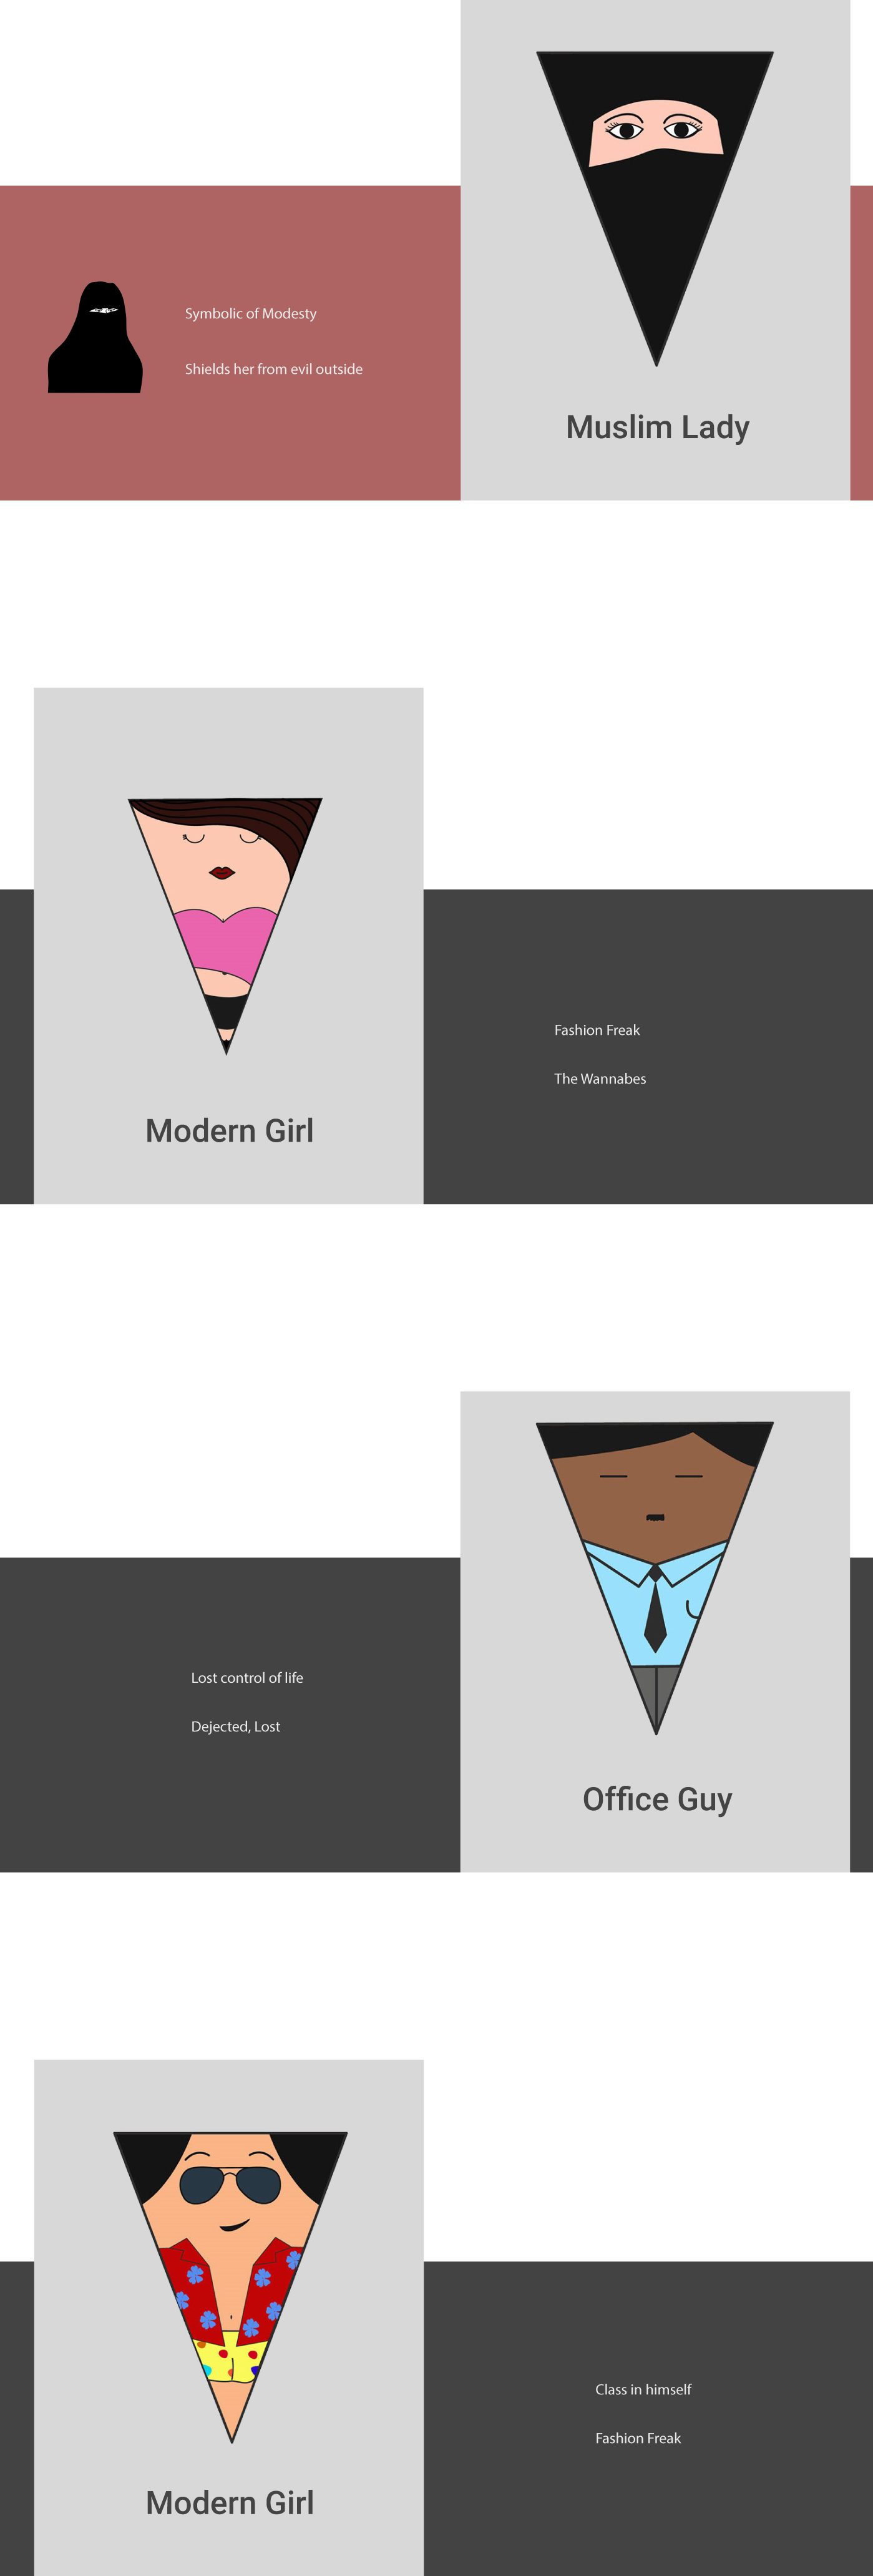 Symbolic of Modesty
Shields her from evil outside
Muslim Lady
Modern Girl
Fashion Freak
The Wannabes
Lost control of life
Dejected, Lost
Office Guy
Class in himself
Fashion Freak
Modern Girl